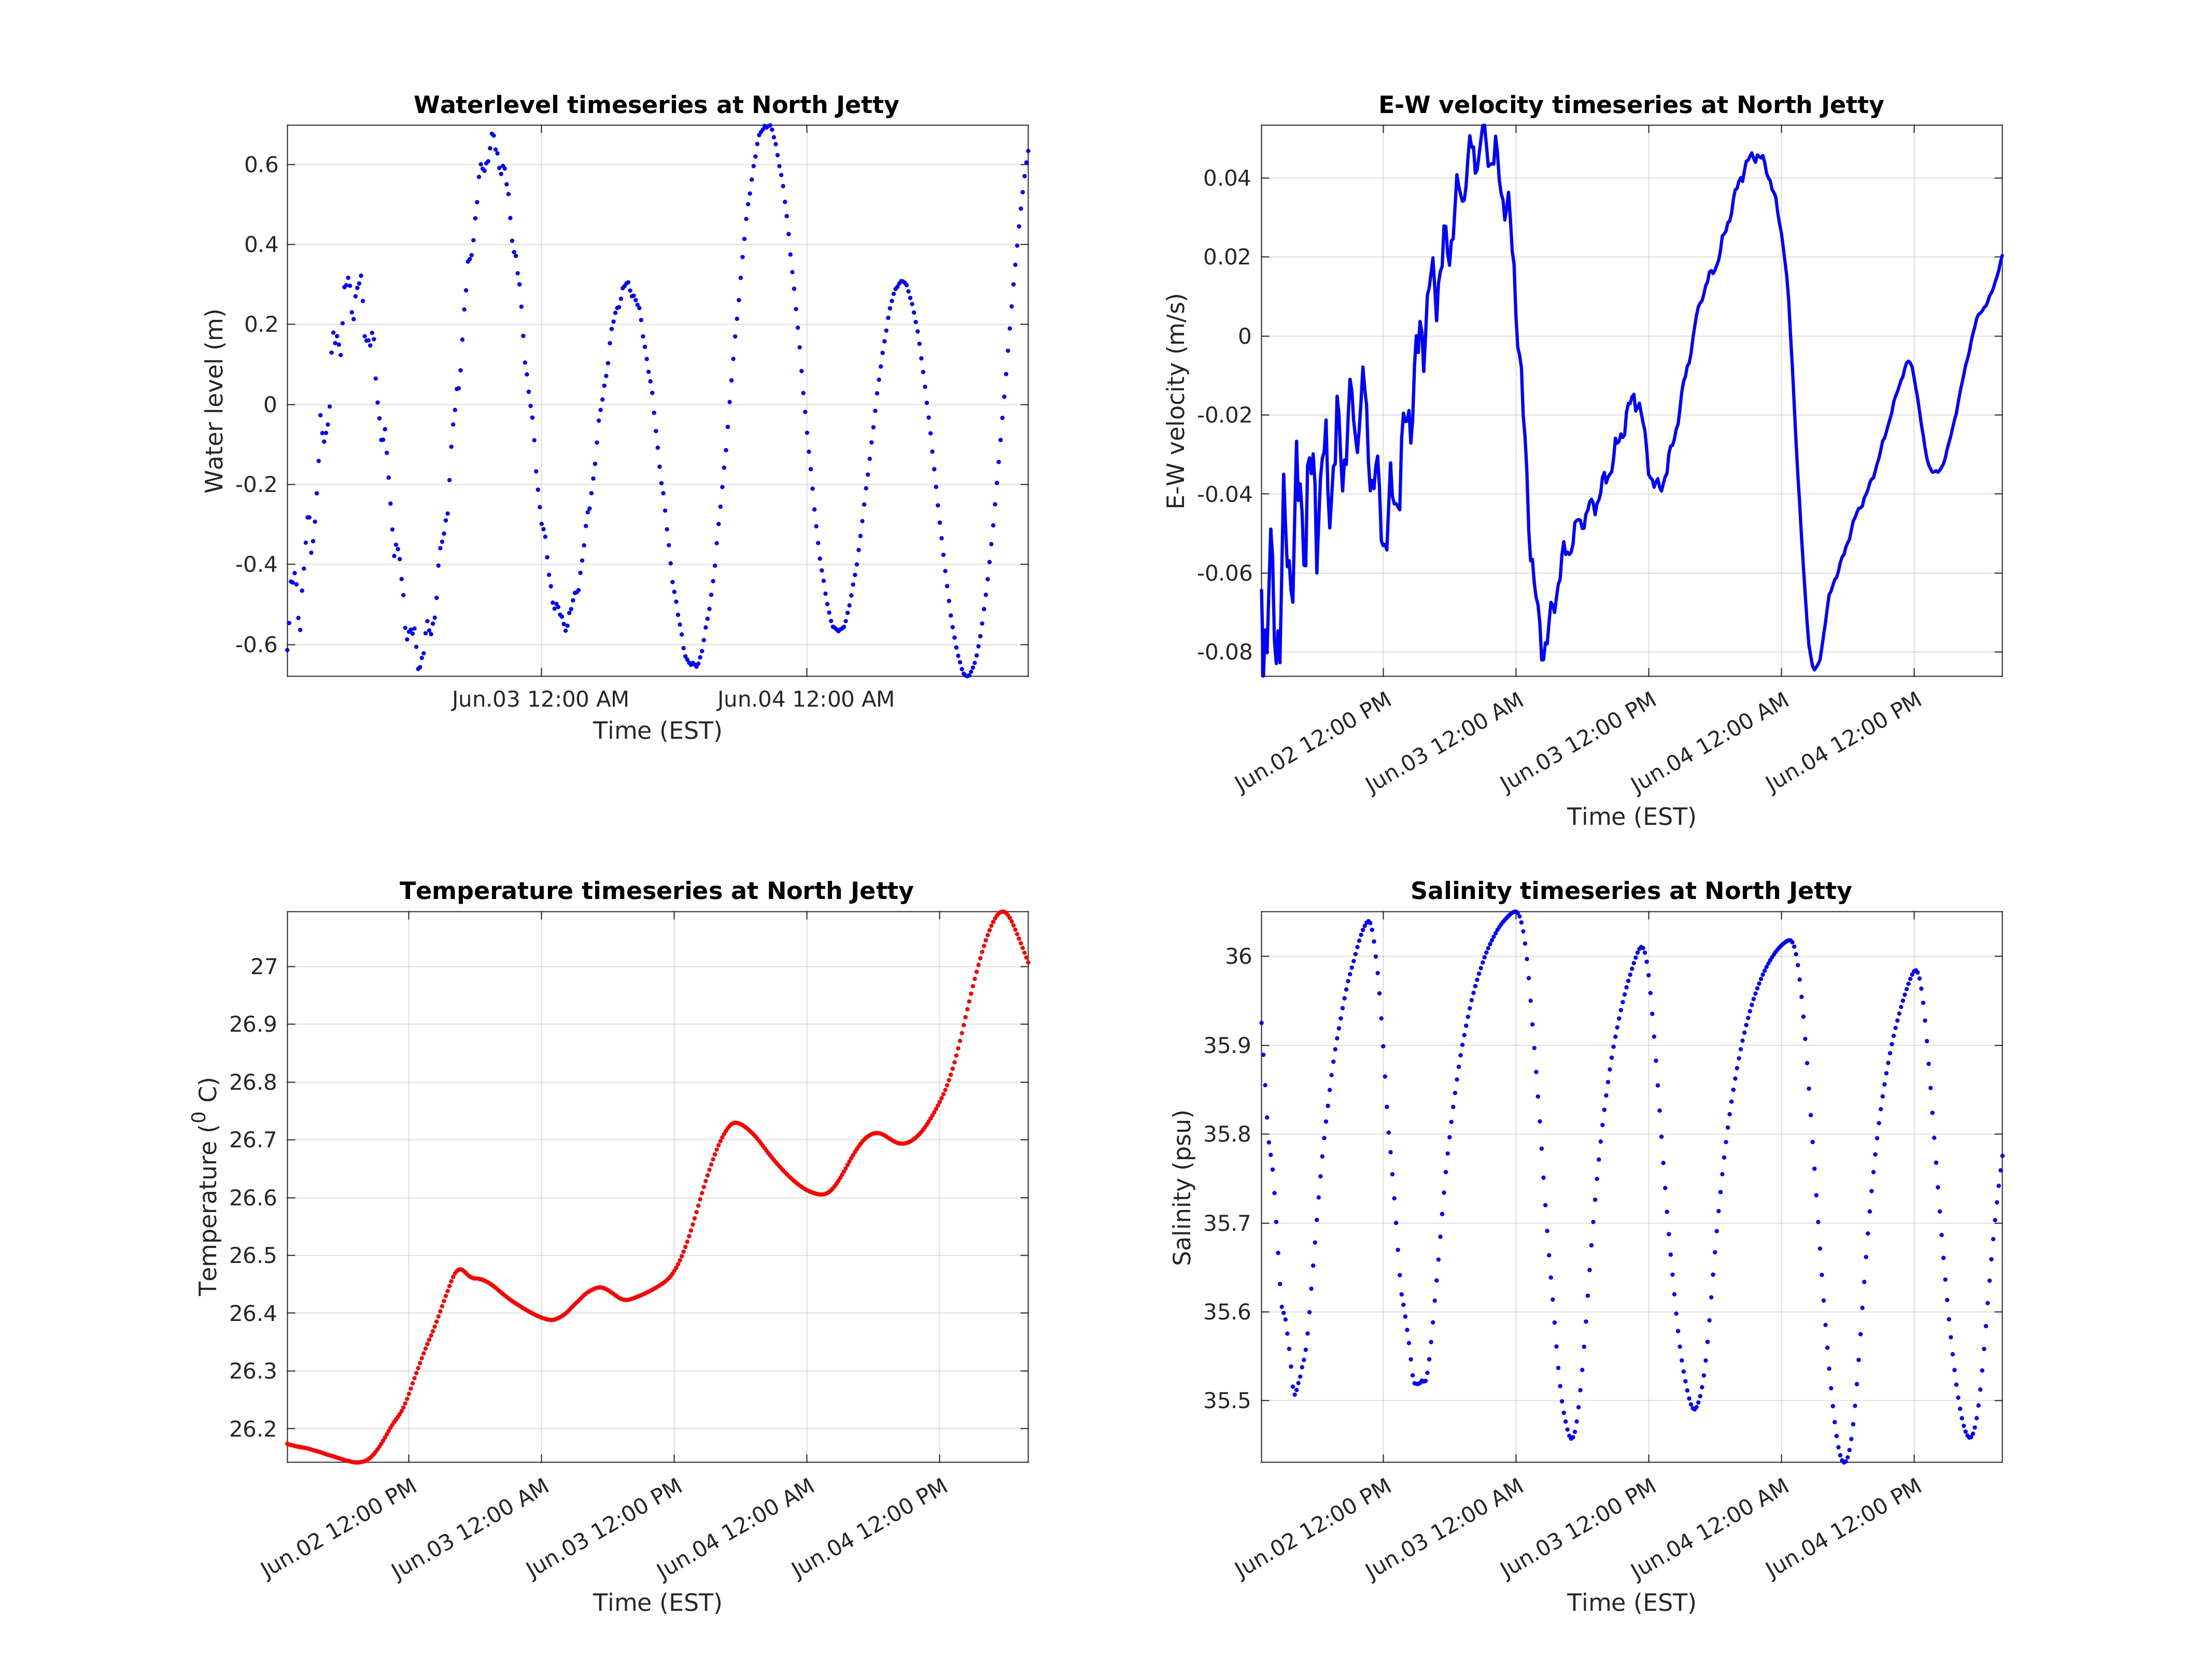 Waterlevel timeseries at North Jetty
Water level (m)
0.6
0.4
0.2
0
-0.2
-0.4
-0.6
Jun.03 12:00 AM
Jun.04 12:00 AM
Time (EST)
E-W velocity timeseries at North Jetty
E-W velocity (m/s)
0.04
0.02
0
-0.02
-0.04
-0.06
-0.08
Jun.02 12:00 PM
Jun.03 12:00 AM
Jun.03 12:00 PM
Jun.04 12:00 AM
Jun.04 12:00 PM
Time (EST)
Temperature timeseries at North Jetty
Temperature (⁰ C)
27
26.9
26.8
26.7
26.6
26.5
26.4
26.3
26.2
Jun.02 12:00 PM
Jun.03 12:00 AM
Jun.03 12:00 PM
Jun.04 12:00 AM
Jun.04 12:00 PM
Time (EST)
Salinity timeseries at North Jetty
Salinity (psu)
36
35.9
35.8
35.7
35.6
35.5
Jun.02 12:00 PM
Jun.03 12:00 AM
Jun.03 12:00 PM
Jun.04 12:00 AM
Jun.04 12:00 PM
Time (EST)